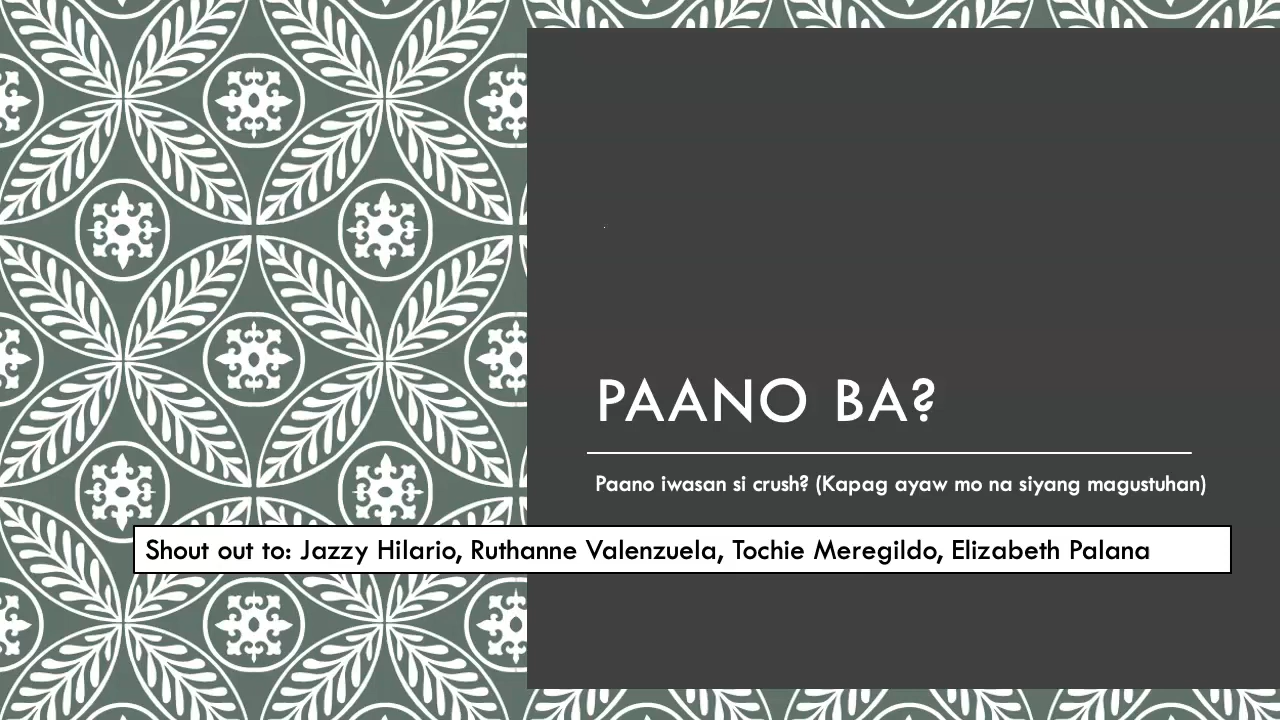 PAANO BA?
Paano iwasan si crush? (Kapag ayaw mo na siyang magustuhan)
Shout out to: Jazzy Hilario, Ruthanne Valenzuela, Tochie Meregildo, Elizabeth Palana